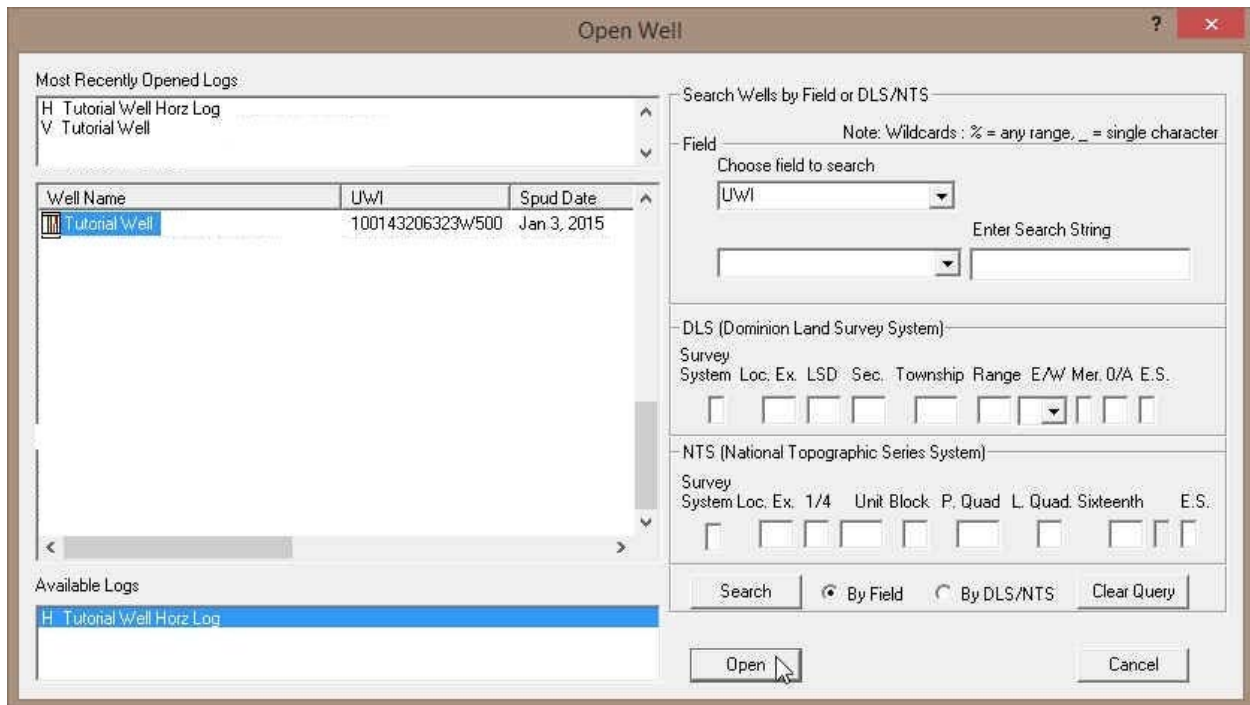 Open Well
?
Most Recently Opened Logs
H Tutorial Well Horz Log
V Tutorial Well
Well Name UWI Spud Date
Tutorial Well 100143206323W500 Jan 3, 2015
Available Logs
H Tutorial Well Horz Log
Search Wells by Field or DLS/NTS
Note: Wildcards : % = any range, _ = single character
Field
Choose field to search
UWI
Enter Search String
DLS (Dominion Land Survey System)
Survey
System Loc. Ex. LSD Sec. Township Range E/W Mer. 0/A E.S.
NTS (National Topographic Series System)
Survey
System Loc. Ex. 1/4 Unit Block P. Quad L. Quad. Sixteenth E.S.
Search By Field By DLS/NTS Clear Query
Open Cancel